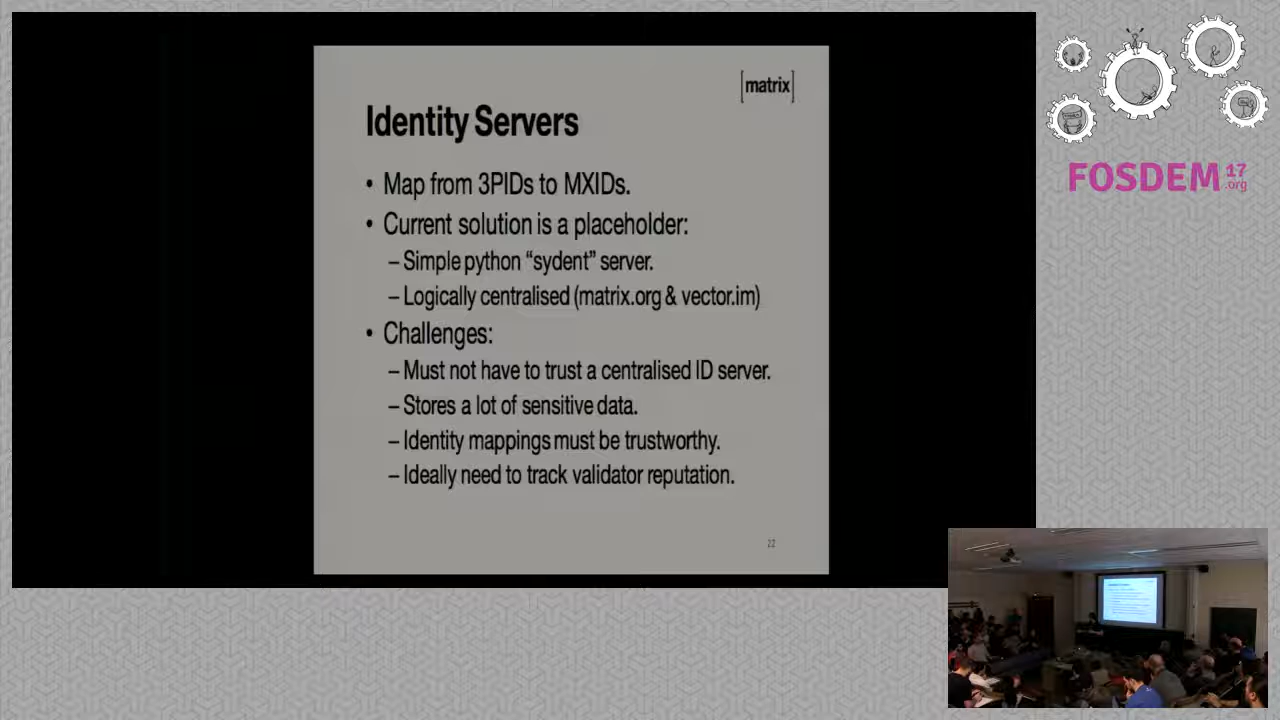 [matrix]
Identity Servers
• Map from 3PIDs to MXIDs.
• Current solution is a placeholder:
– Simple python “sydent” server.
– Logically centralised (matrix.org & vector.im)
• Challenges:
– Must not have to trust a centralised ID server.
– Stores a lot of sensitive data.
– Identity mappings must be trustworthy.
– Ideally need to track validator reputation.
22
FOSDEM 17
.org